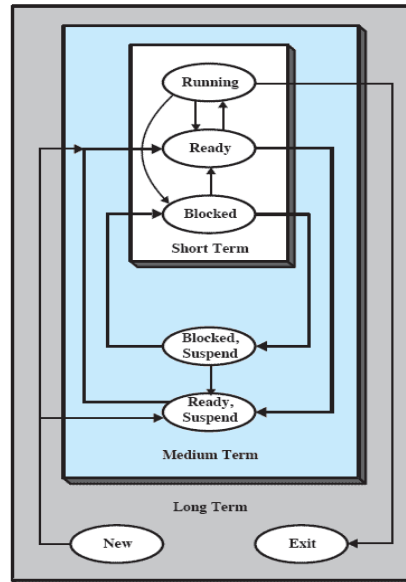 Running
Ready
Blocked
Short Term
Blocked,
Suspend
Ready,
Suspend
Medium Term
Long Term
New
Exit